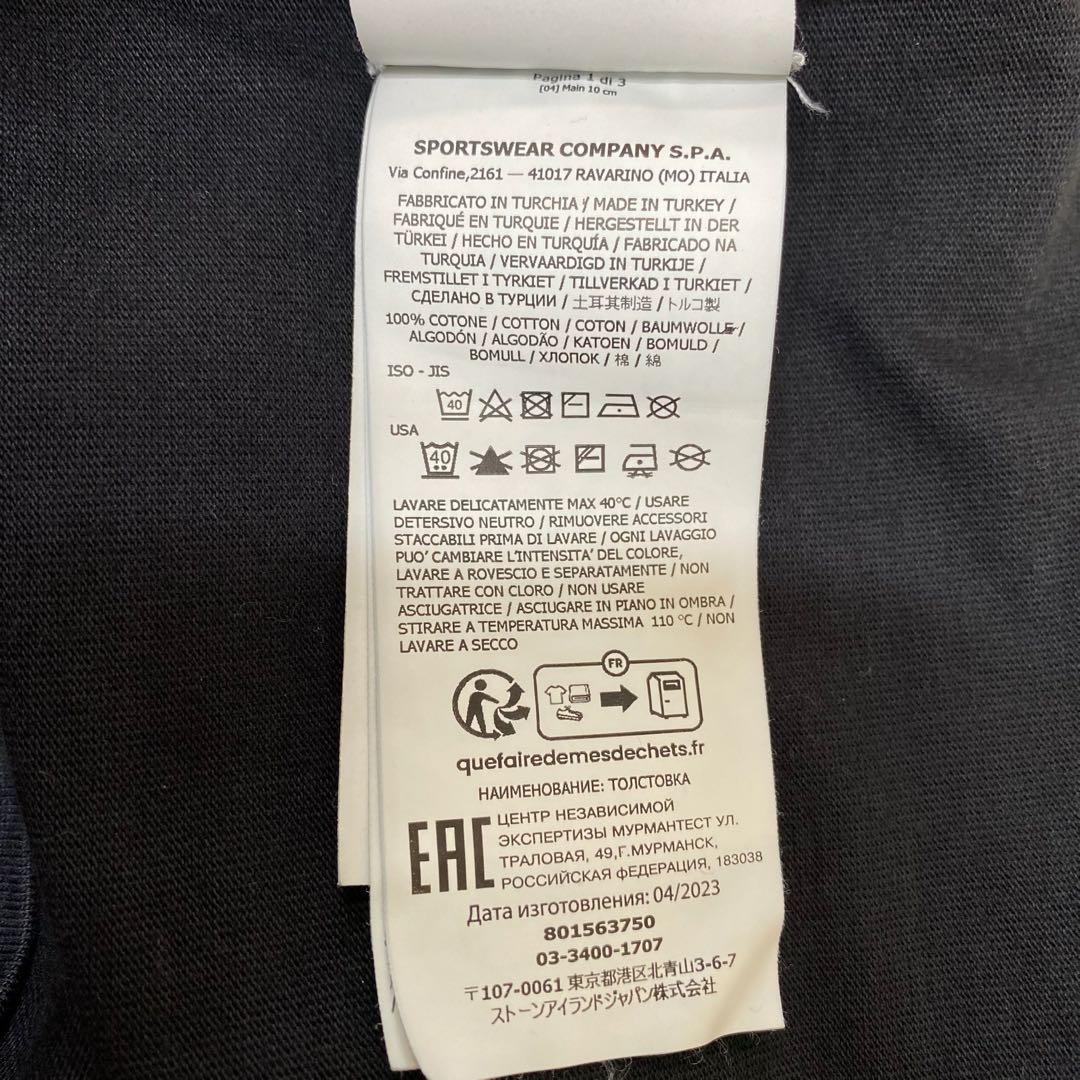 Pagina 1 di 3
[04] Main 10 cm
SPORTSWEAR COMPANY S.P.A.
Via Confine,2161 — 41017 RAVARINO (MO) ITALIA
FABBRICATO IN TURCHIA / MADE IN TURKEY /
FABRIQUÉ EN TURQUIE / HERGESTELLT IN DER
TÜRKEI / HECHO EN TURQUÍA / FABRICADO NA
TURQUIA / VERVAARDIGD IN TURKIJE /
FREMSTILLET I TYRKIET / TILLVERKAD I TURKIET /
СДЕЛАНО В ТУРЦИИ / 土耳其制造 / トルコ製
100% COTONE / COTTON / COTON / BAUMWOLLE /
ALGODÓN / ALGODÃO / KATOEN / BOMULD /
BOMULL / ХЛОПОК / 棉 / 綿
ISO - JIS
40
USA
40
LAVARE DELICATAMENTE MAX 40°C / USARE
DETERSIVO NEUTRO / RIMUOVERE ACCESSORI
STACCABILI PRIMA DI LAVARE / OGNI LAVAGGIO
PUO' CAMBIARE L'INTENSITA' DEL COLORE,
LAVARE A ROVESCIO E SEPARATAMENTE / NON
TRATTARE CON CLORO / NON USARE
ASCIUGATRICE / ASCIUGARE IN PIANO IN OMBRA /
STIRARE A TEMPERATURA MASSIMA 110 °C / NON
LAVARE A SECCO
FR
quefairedemesdechets.fr
НАИМЕНОВАНИЕ: ТОЛСТОВКА
EAC
ЦЕНТР НЕЗАВИСИМОЙ
ЭКСПЕРТИЗЫ МУРМАНТЕСТ УЛ.
ТРАЛОВАЯ, 49,Г.МУРМАНСК,
РОССИЙСКАЯ ФЕДЕРАЦИЯ, 183038
Дата изготовления: 04/2023
801563750
03-3400-1707
〒107-0061 東京都港区北青山3-6-7
ストーンアイランドジャパン株式会社